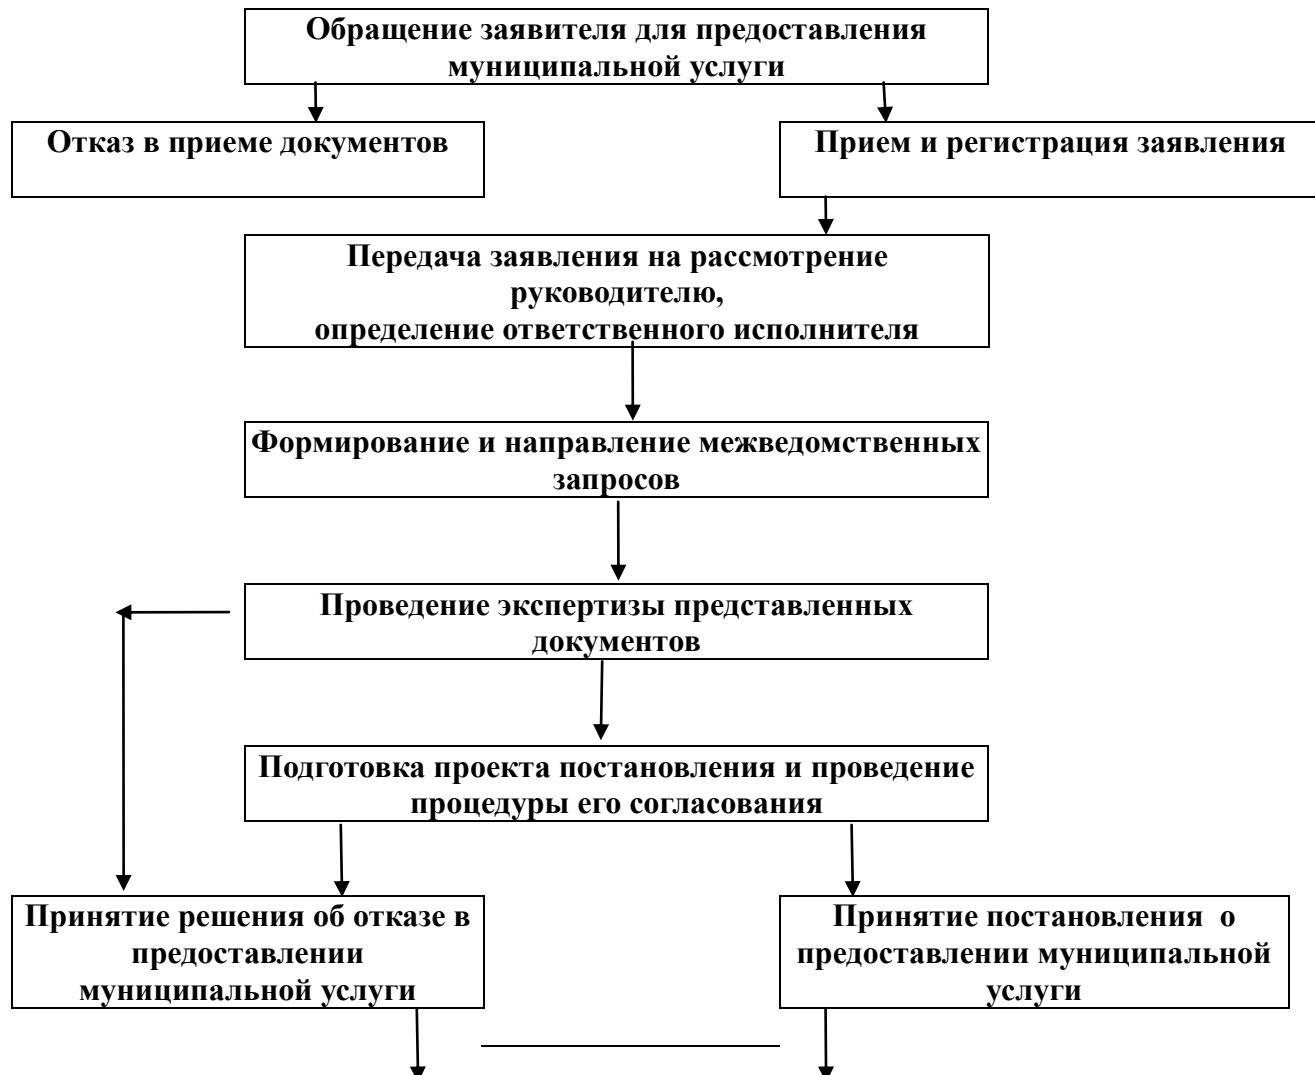 Обращение заявителя для предоставления
муниципальной услуги
Отказ в приеме документов
Прием и регистрация заявления
Передача заявления на рассмотрение
руководителю,
определение ответственного исполнителя
Формирование и направление межведомственных
запросов
Проведение экспертизы представленных
документов
Подготовка проекта постановления и проведение
процедуры его согласования
Принятие решения об отказе в
предоставлении
муниципальной услуги
Принятие постановления  о
предоставлении муниципальной
услуги